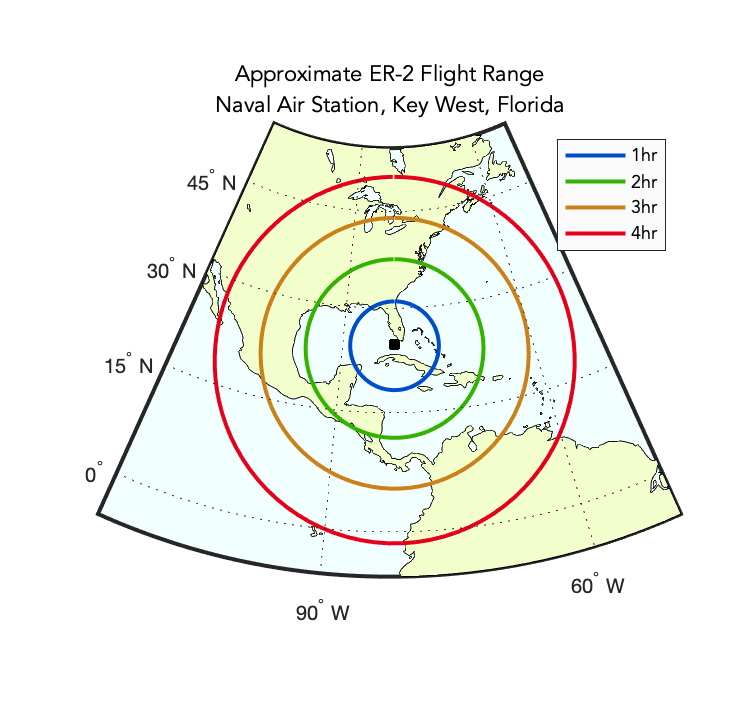 Approximate ER-2 Flight Range
Naval Air Station, Key West, Florida
1hr
2hr
3hr
4hr
45° N
30° N
15° N
0°
90° W
60° W